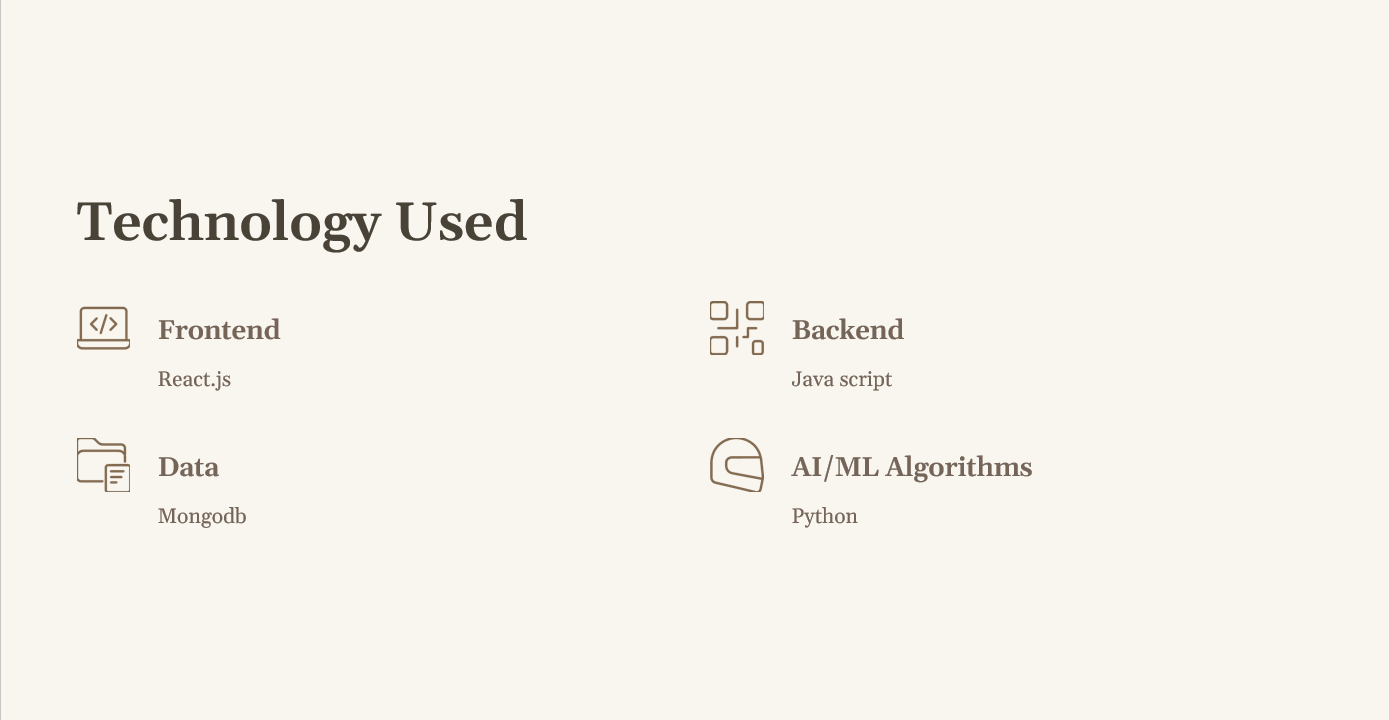 Technology Used
Frontend
React.js
Backend
Java script
Data
Mongodb
AI/ML Algorithms
Python